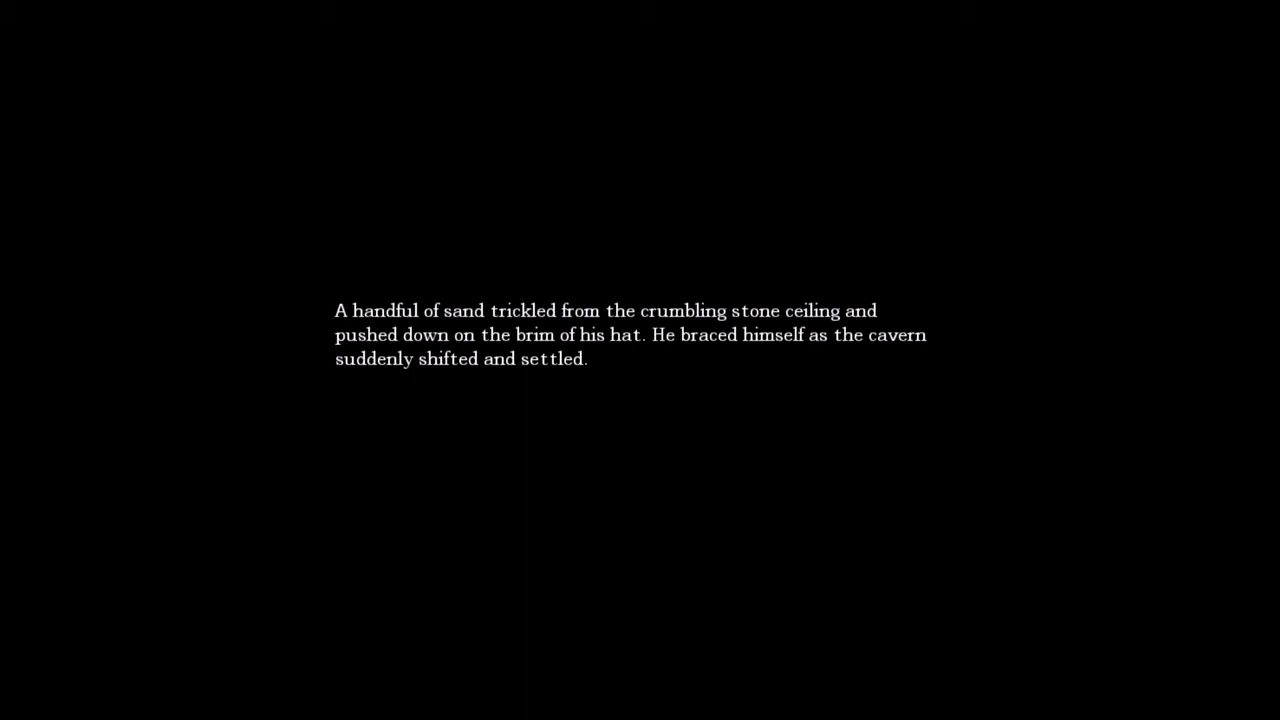 A handful of sand trickled from the crumbling stone ceiling and
pushed down on the brim of his hat. He braced himself as the cavern
suddenly shifted and settled.